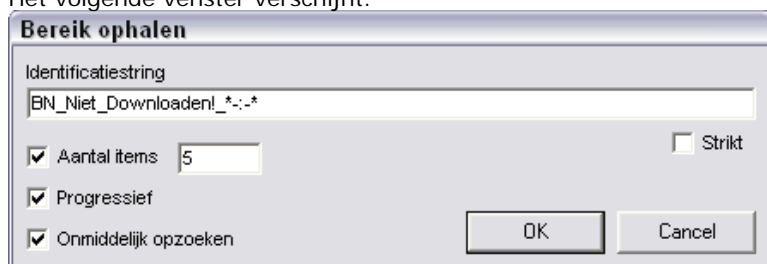 Het volgende venster verschijnt:
Bereik ophalen
Identificatiestring
BN_Niet_Downloaden!_*-:-*
Strikt
Aantal items 5
Progressief
Onmiddelijk opzoeken
OK Cancel